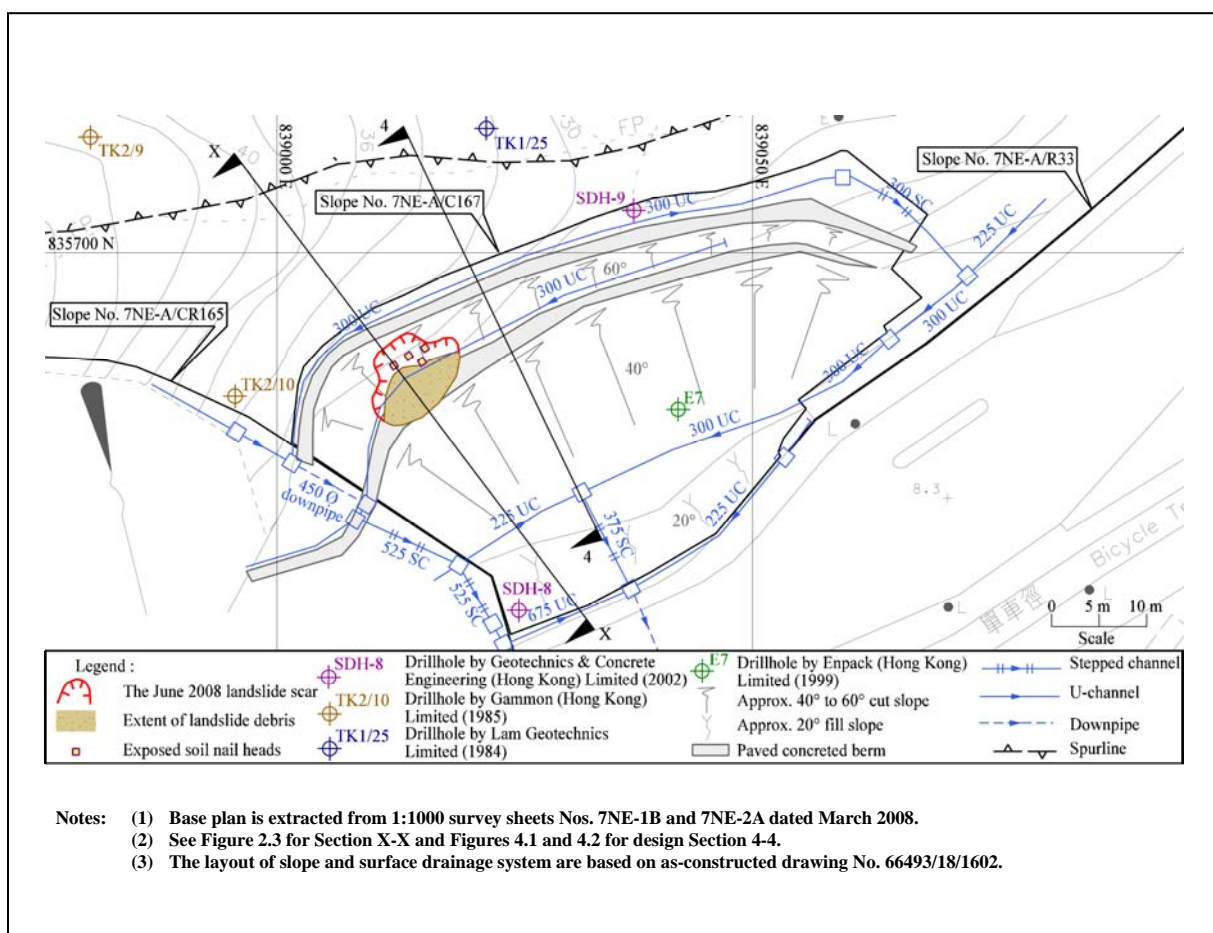 X
4
TK2/9
40
36
TK1/25
30
F.P.
839000 E
839050 E
Slope No. 7NE-A/R33
Slope No. 7NE-A/C167
SDH-9
300 UC
300 SC
225 UC
835700 N
60°
300 UC
300 UC
Slope No. 7NE-A/CR165
300 UC
300 UC
40°
TK2/10
E7
300 UC
L
450 Ø
downpipe
225 UC
8.3
375 SC
20°
225 UC
525 SC
4
Bicycle Tr
單車徑
SDH-8
525 SC
675 UC
X
L
L
0 5 m 10 m
Scale
Legend :
The June 2008 landslide scar
Extent of landslide debris
Exposed soil nail heads
SDH-8
Drillhole by Geotechnics & Concrete
Engineering (Hong Kong) Limited (2002)
TK2/10
Drillhole by Gammon (Hong Kong)
Limited (1985)
TK1/25
Drillhole by Lam Geotechnics
Limited (1984)
E7
Drillhole by Enpack (Hong Kong)
Limited (1999)
Approx. 40° to 60° cut slope
Approx. 20° fill slope
Paved concreted berm
Stepped channel
U-channel
Downpipe
Spurline
Notes: (1) Base plan is extracted from 1:1000 survey sheets Nos. 7NE-1B and 7NE-2A dated March 2008.
(2) See Figure 2.3 for Section X-X and Figures 4.1 and 4.2 for design Section 4-4.
(3) The layout of slope and surface drainage system are based on as-constructed drawing No. 66493/18/1602.